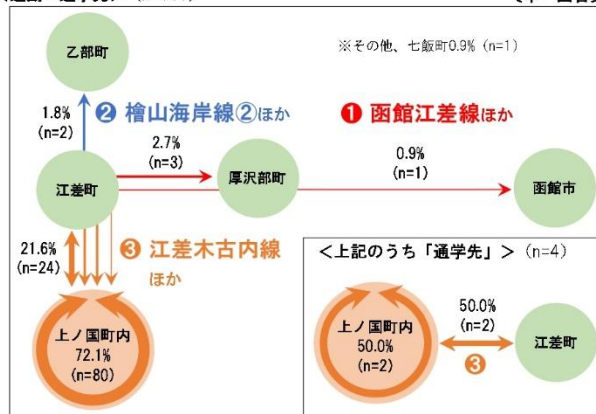 乙部町
※その他、七飯町0.9% (n=1)
1.8%
(n=2)
❷ 檜山海岸線②ほか
❶ 函館江差線ほか
2.7%
(n=3)
0.9%
(n=1)
江差町
厚沢部町
函館市
21.6%
(n=24)
❸ 江差木古内線
ほか
上ノ国町内
72.1%
(n=80)
＜上記のうち「通学先」＞ (n=4)
上ノ国町内
50.0%
(n=2)
50.0%
(n=2)
❸
江差町